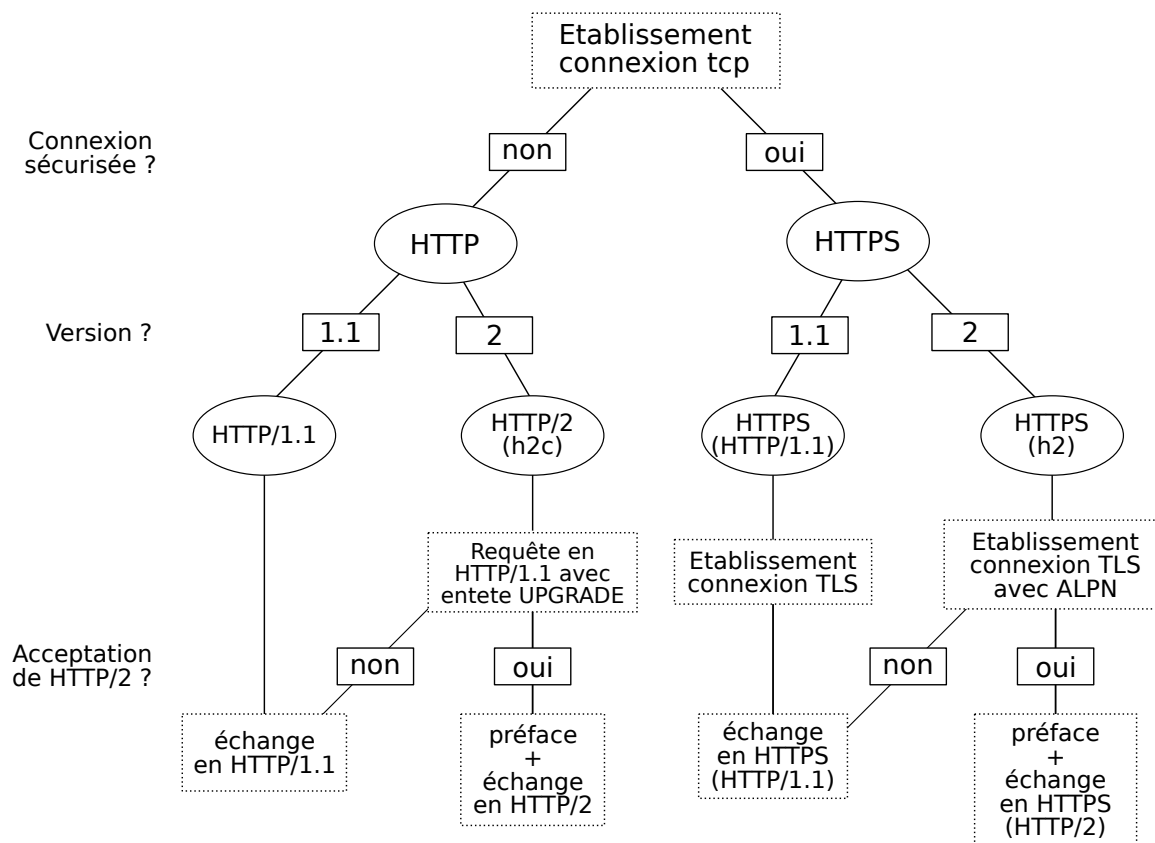 Etablissement
connexion tcp
Connexion
sécurisée ?
non
oui
HTTP
HTTPS
Version ?
1.1
2
1.1
2
HTTP/1.1
HTTP/2
(h2c)
HTTPS
(HTTP/1.1)
HTTPS
(h2)
Requête en
HTTP/1.1 avec
entete UPGRADE
Etablissement
connexion TLS
Etablissement
connexion TLS
avec ALPN
Acceptation
de HTTP/2 ?
non
oui
non
oui
échange
en HTTP/1.1
préface
+
échange
en HTTP/2
échange
en HTTPS
(HTTP/1.1)
préface
+
échange
en HTTPS
(HTTP/2)